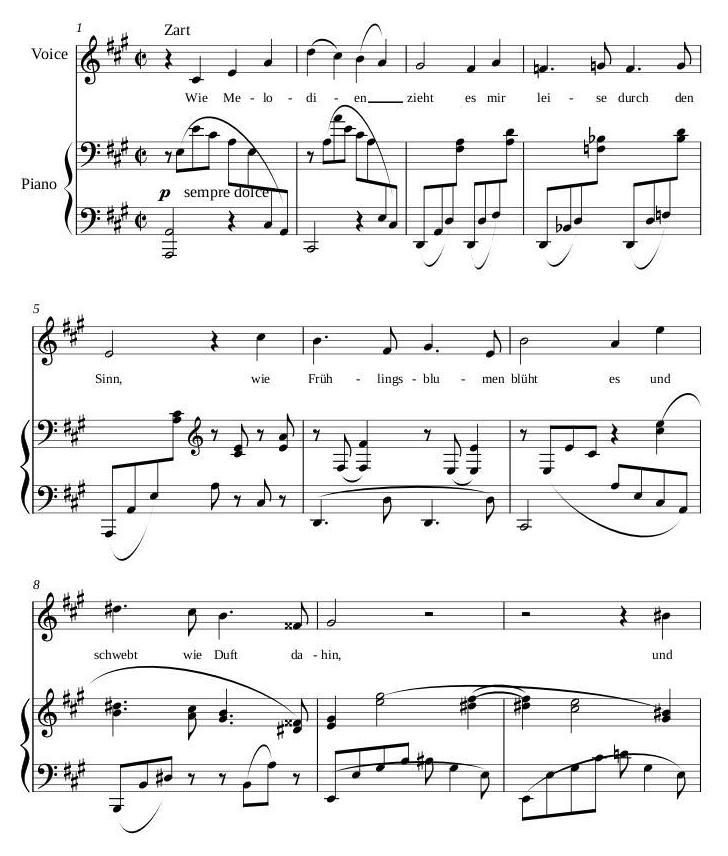 1
Zart
Voice
Wie Me - lo - di - en zieht es mir lei - se durch den
Piano
p sempre dolce
5
Sinn, wie Früh - lings - blu - men blüht es und
8
schwebt wie Duft da - hin, und